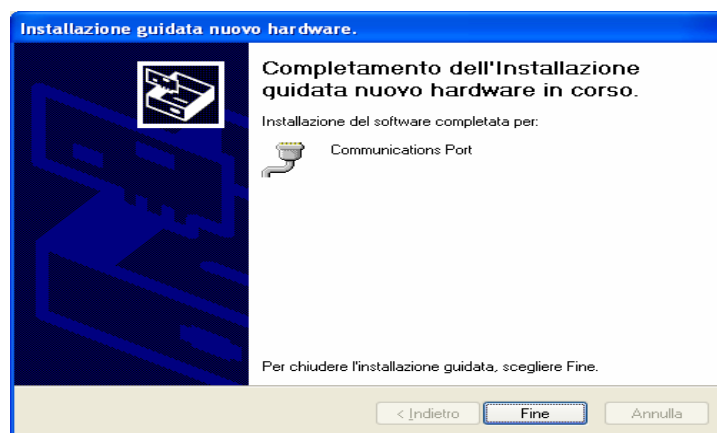 Installazione guidata nuovo hardware.
Completamento dell'Installazione
guidata nuovo hardware in corso.
Installazione del software completata per:
Communications Port
Per chiudere l'installazione guidata, scegliere Fine.
< Indietro
Fine
Annulla